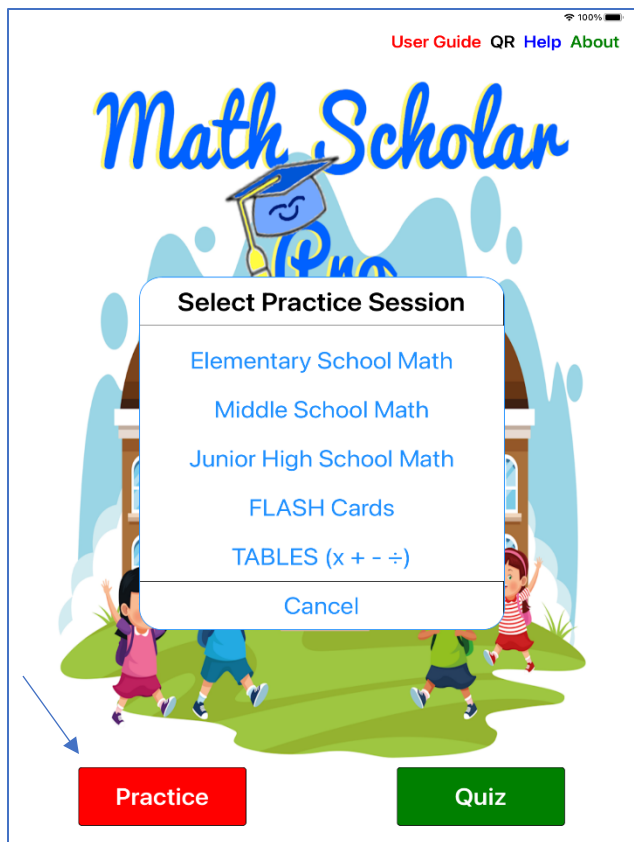 100%
User Guide QR Help About
Math Scholar
Pro
Select Practice Session
Elementary School Math
Middle School Math
Junior High School Math
FLASH Cards
TABLES (x + - ÷)
Cancel
Practice
Quiz